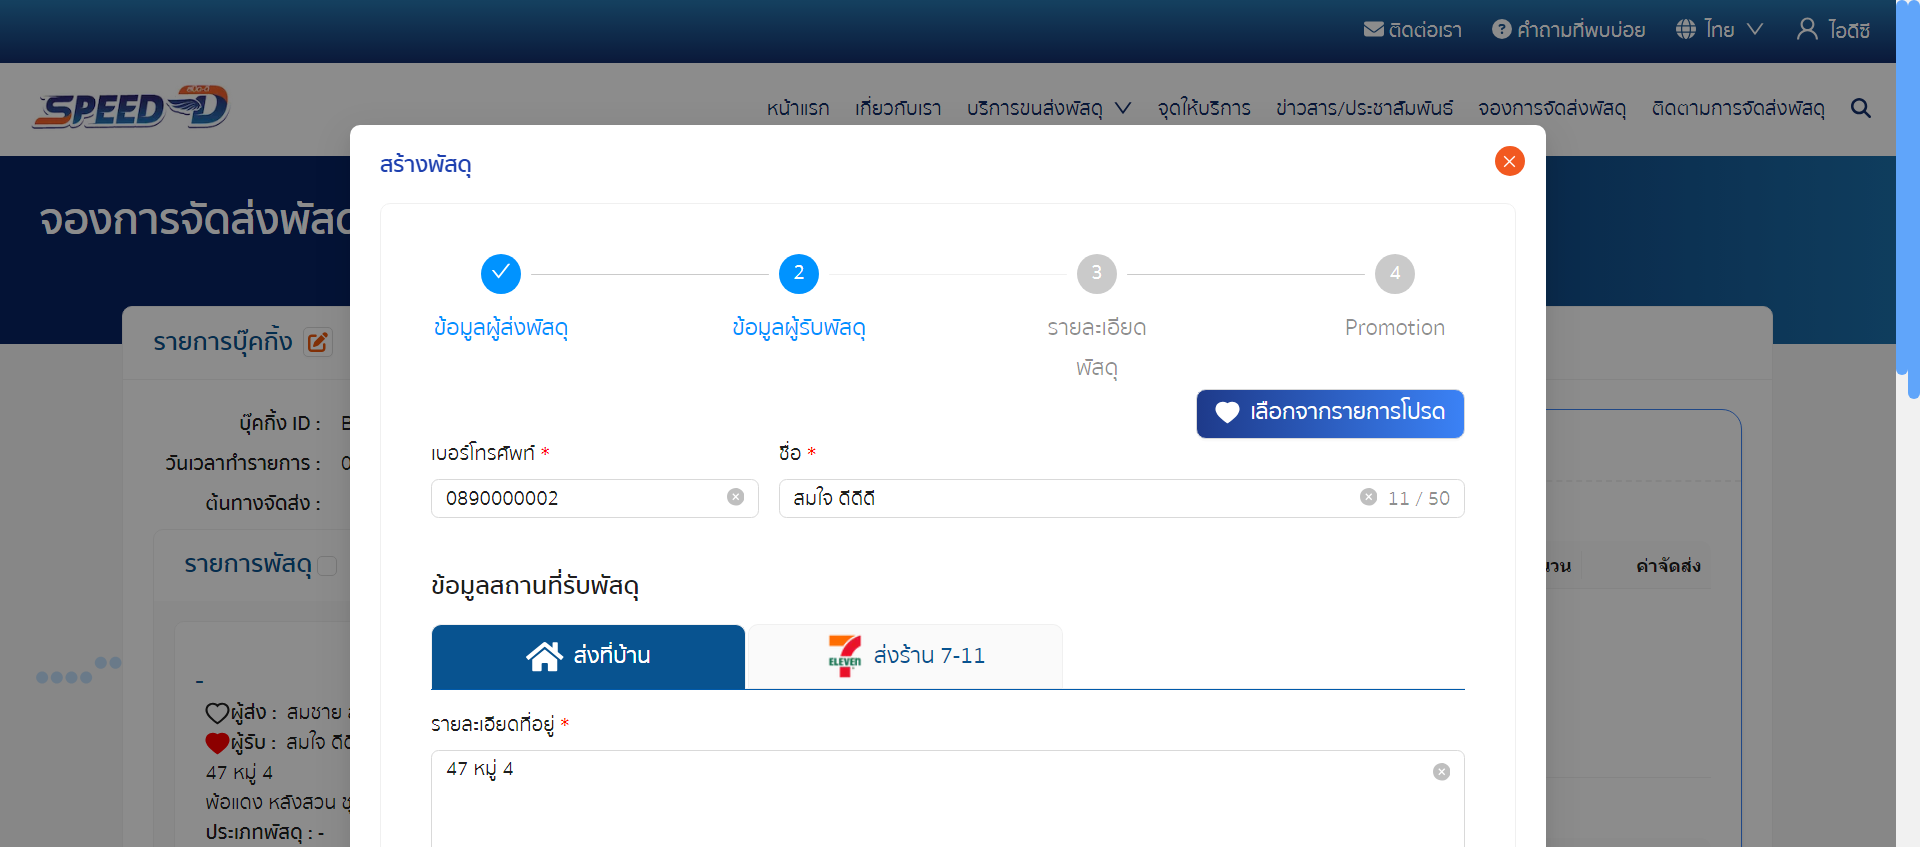 ติดต่อเรา คำถามที่พบบ่อย ไทย ไอดีซี
SPEED-D
หน้าแรก เกี่ยวกับเรา บริการขนส่งพัสดุ จุดให้บริการ ข่าวสาร/ประชาสัมพันธ์ จองการจัดส่งพัสดุ ติดตามการจัดส่งพัสดุ
สร้างพัสดุ
จองการจัดส่งพัสดุ
2 3 4
ข้อมูลผู้ส่งพัสดุ ข้อมูลผู้รับพัสดุ รายละเอียด Promotion
พัสดุ
รายการบุ๊คกิ้ง
เลือกจากรายการโปรด
บุ๊คกิ้ง ID :
วันเวลาทำรายการ : 0
ต้นทางจัดส่ง :
เบอร์โทรศัพท์ * ชื่อ *
0890000002 สมใจ ดีดีดี 11 / 50
รายการพัสดุ
ค่าจัดส่ง
ข้อมูลสถานที่รับพัสดุ
ส่งที่บ้าน 7 ELEVEN ส่งร้าน 7-11
-
ผู้ส่ง : สมชาย
ผู้รับ : สมใจ ดีดี
47 หมู่ 4
พ้อแดง หลังสวน ชุ
ประเภทพัสดุ : -
รายละเอียดที่อยู่ *
47 หมู่ 4